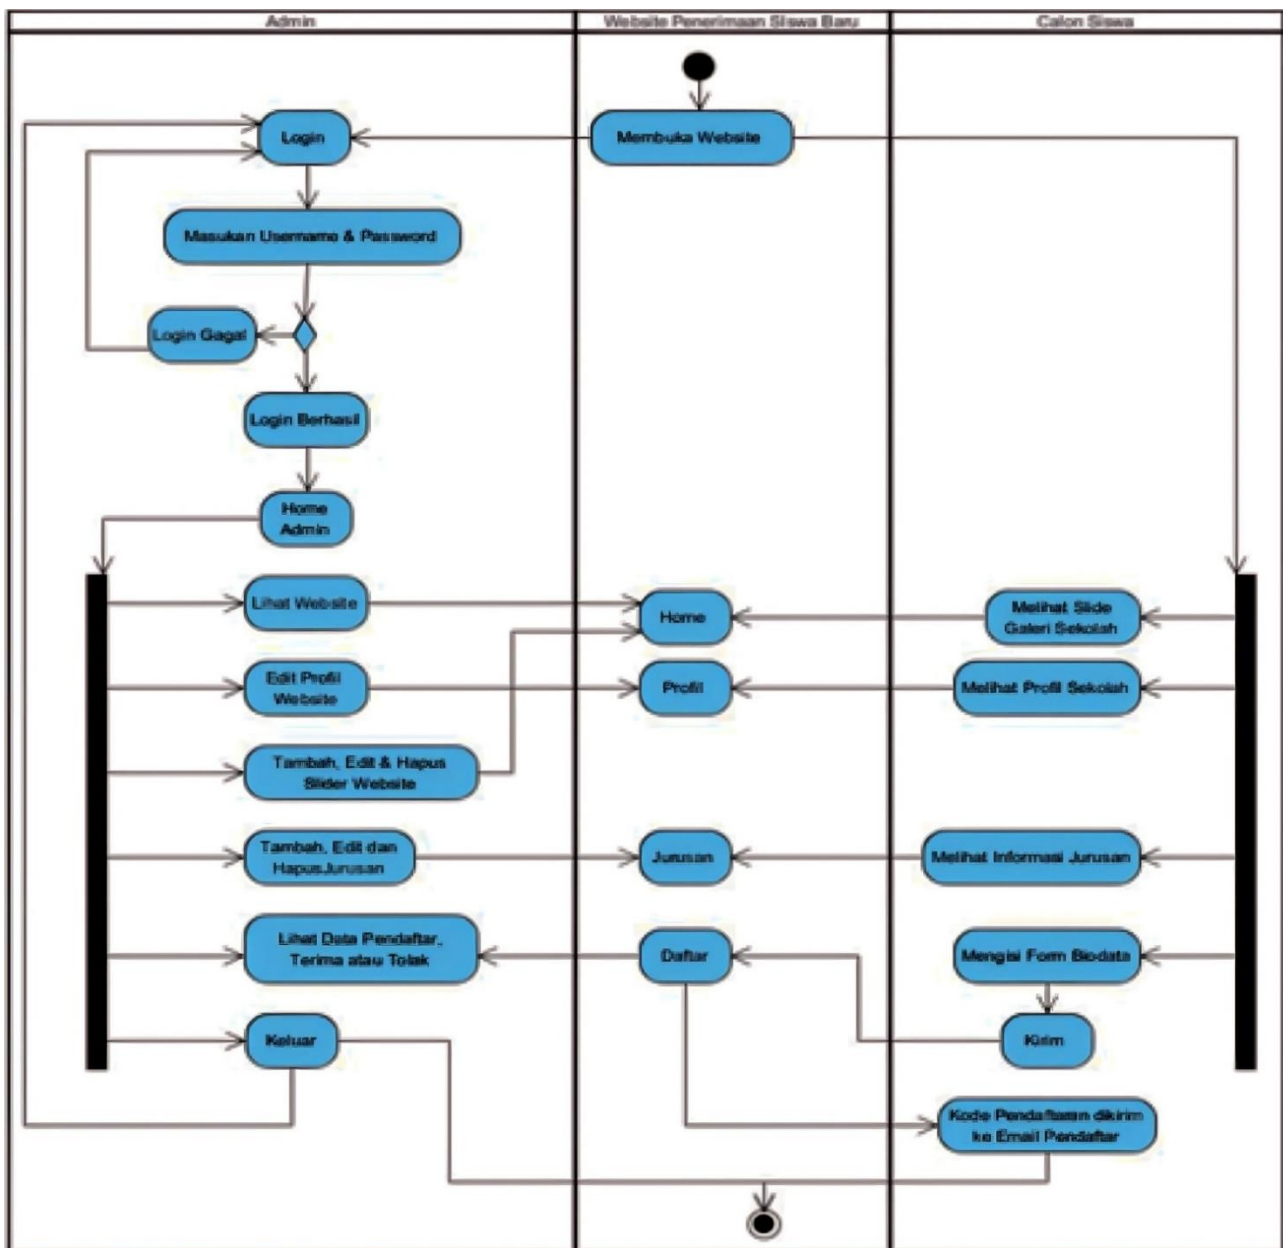 Admin
Website Penerimaan Siswa Baru
Calon Siswa
Login
Membuka Website
Masukan Username & Password
Login Gagal
Login Berhasil
Home
Admin
Lihat Website
Home
Melihat Slide
Galeri Sekolah
Edit Profil
Website
Profil
Melihat Profil Sekolah
Tambah, Edit & Hapus
Slider Website
Tambah, Edit dan
HapusJurusan
Jurusan
Melihat Informasi Jurusan
Lihat Data Pendaftar,
Terima atau Tolak
Daftar
Mengisi Form Biodata
Keluar
Kirim
Kode Pendaftaran dikirim
ke Email Pendaftar